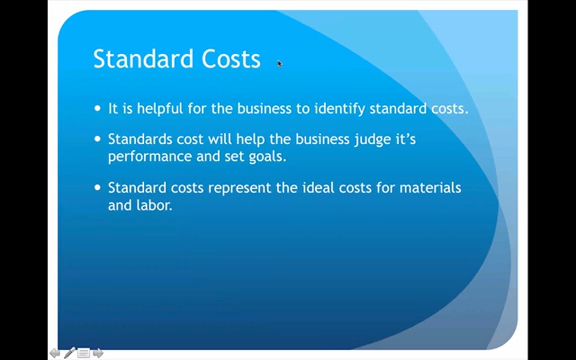 Standard Costs
• It is helpful for the business to identify standard costs.
• Standards cost will help the business judge it's
performance and set goals.
• Standard costs represent the ideal costs for materials
and labor.